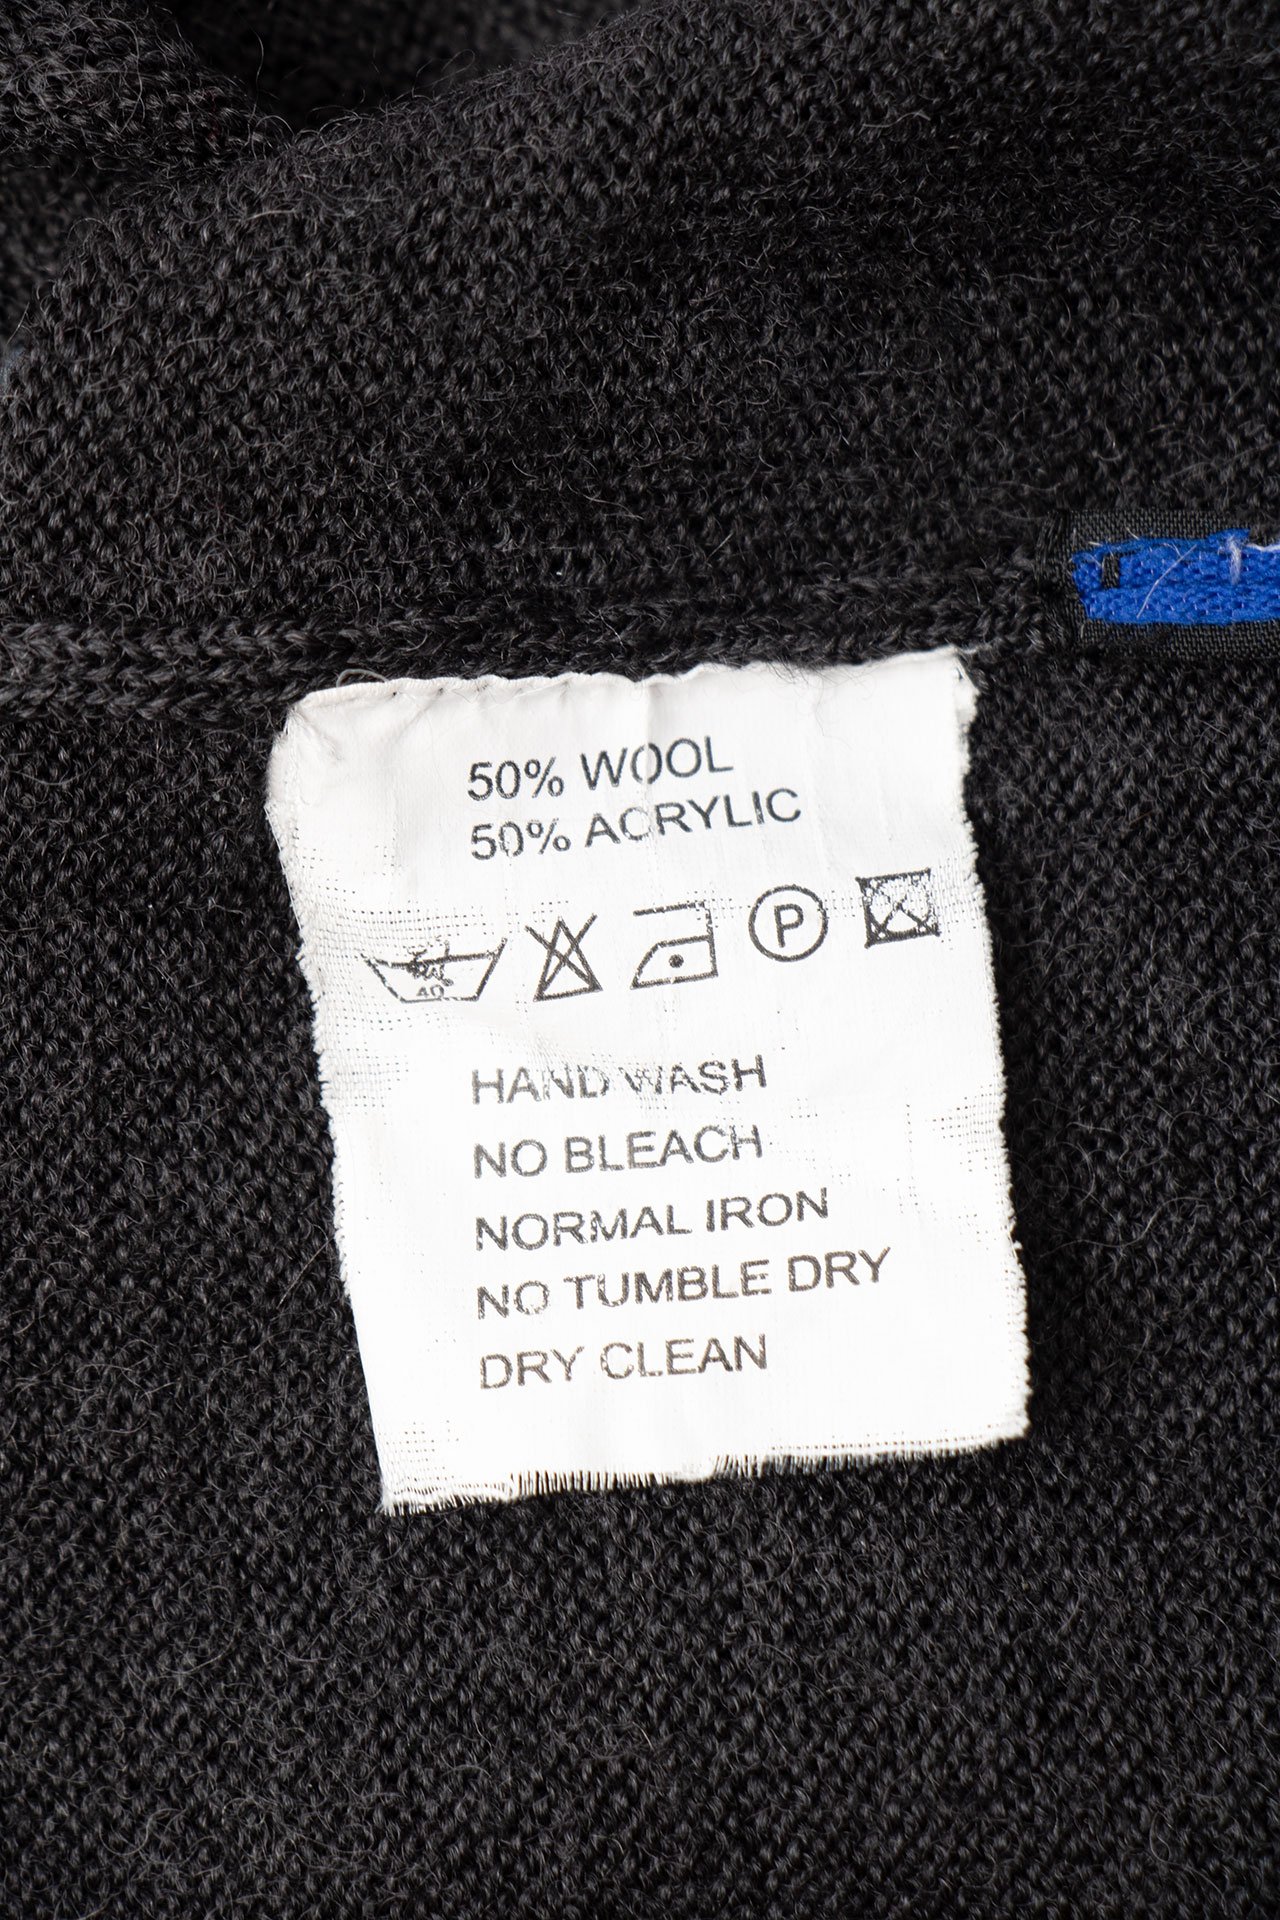 50% WOOL
50% ACRYLIC
40 P
HAND WASH
NO BLEACH
NORMAL IRON
NO TUMBLE DRY
DRY CLEAN